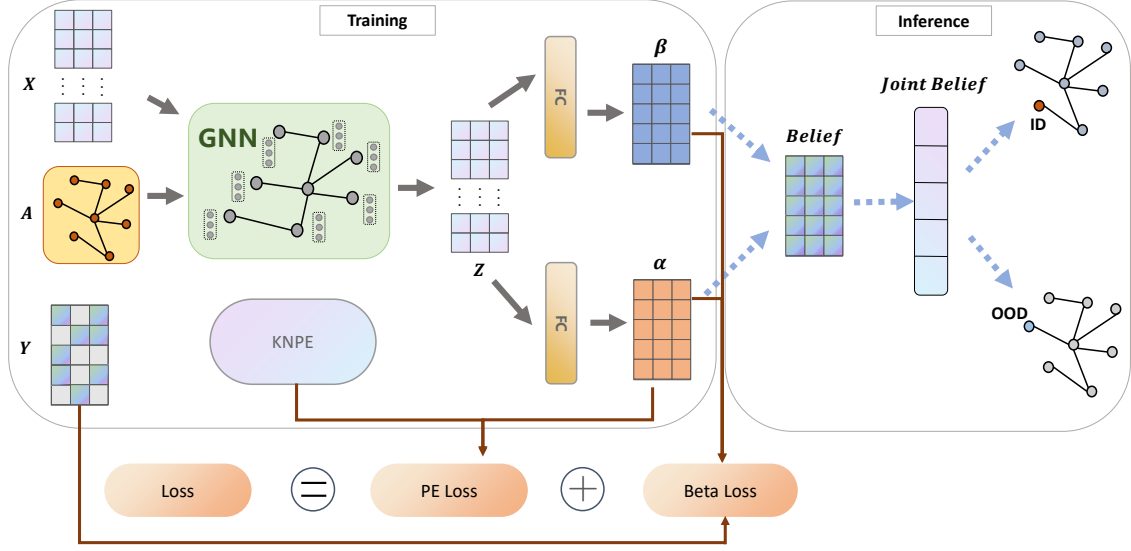 Training
Inference
X
A
Y
GNN
Z
FC
FC
β
α
KNPE
Belief
Joint Belief
ID
OOD
Loss
=
PE Loss
+
Beta Loss